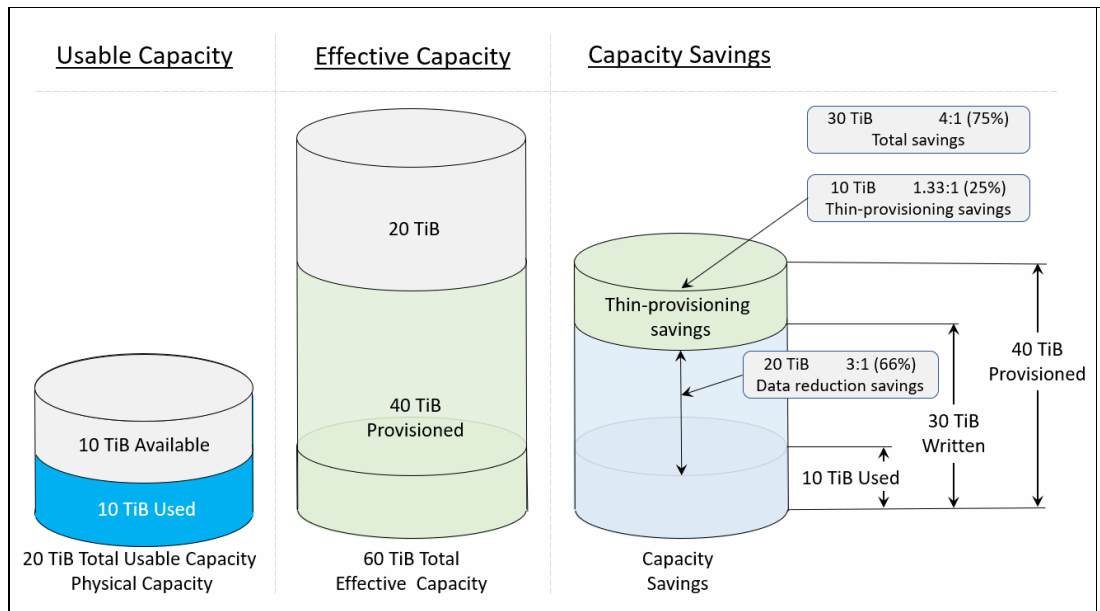 Usable Capacity
Effective Capacity
Capacity Savings
10 TiB Available
10 TiB Used
20 TiB Total Usable Capacity
Physical Capacity
20 TiB
40 TiB
Provisioned
60 TiB Total
Effective Capacity
30 TiB 4:1 (75%)
Total savings
10 TiB 1.33:1 (25%)
Thin-provisioning savings
Thin-provisioning
savings
20 TiB 3:1 (66%)
Data reduction savings
40 TiB
Provisioned
30 TiB
Written
10 TiB Used
Capacity
Savings